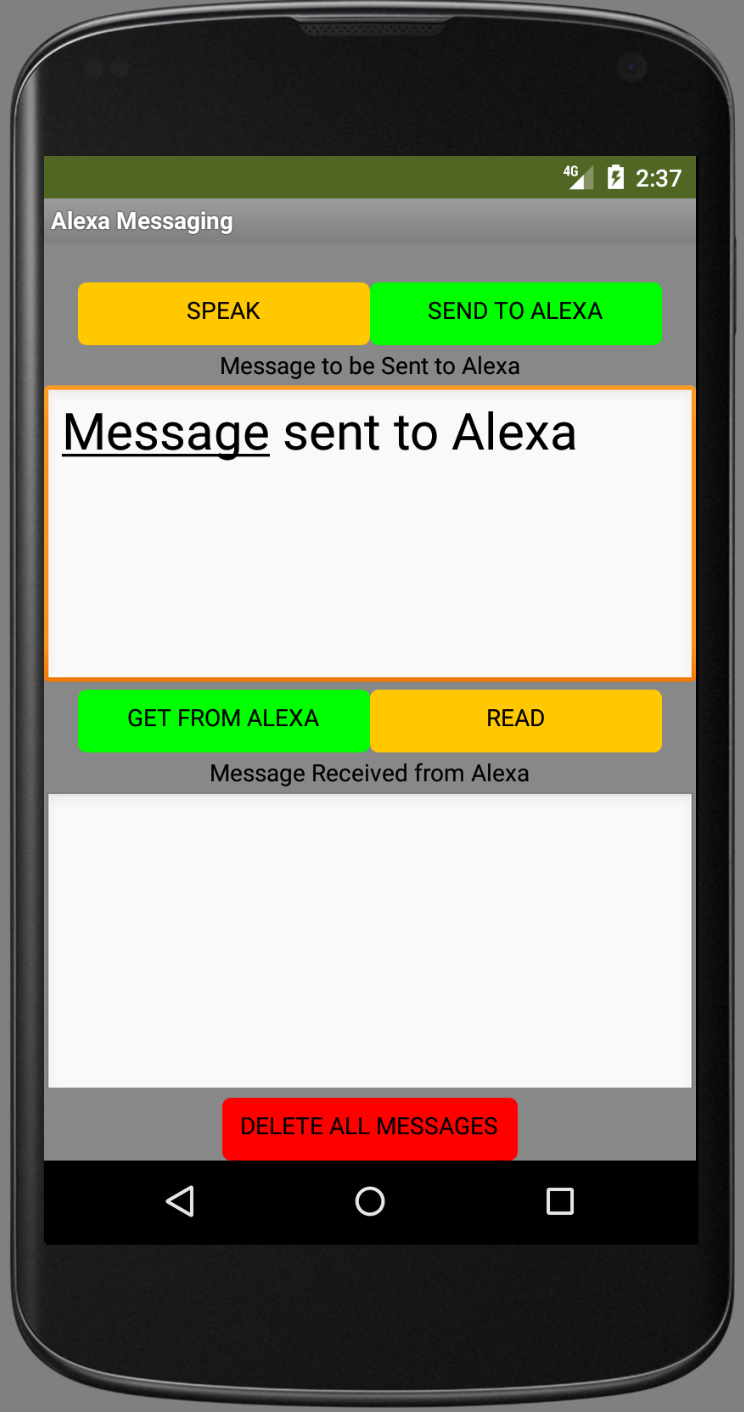 4G 2:37
Alexa Messaging
SPEAK SEND TO ALEXA
Message to be Sent to Alexa
Message sent to Alexa
GET FROM ALEXA READ
Message Received from Alexa
DELETE ALL MESSAGES